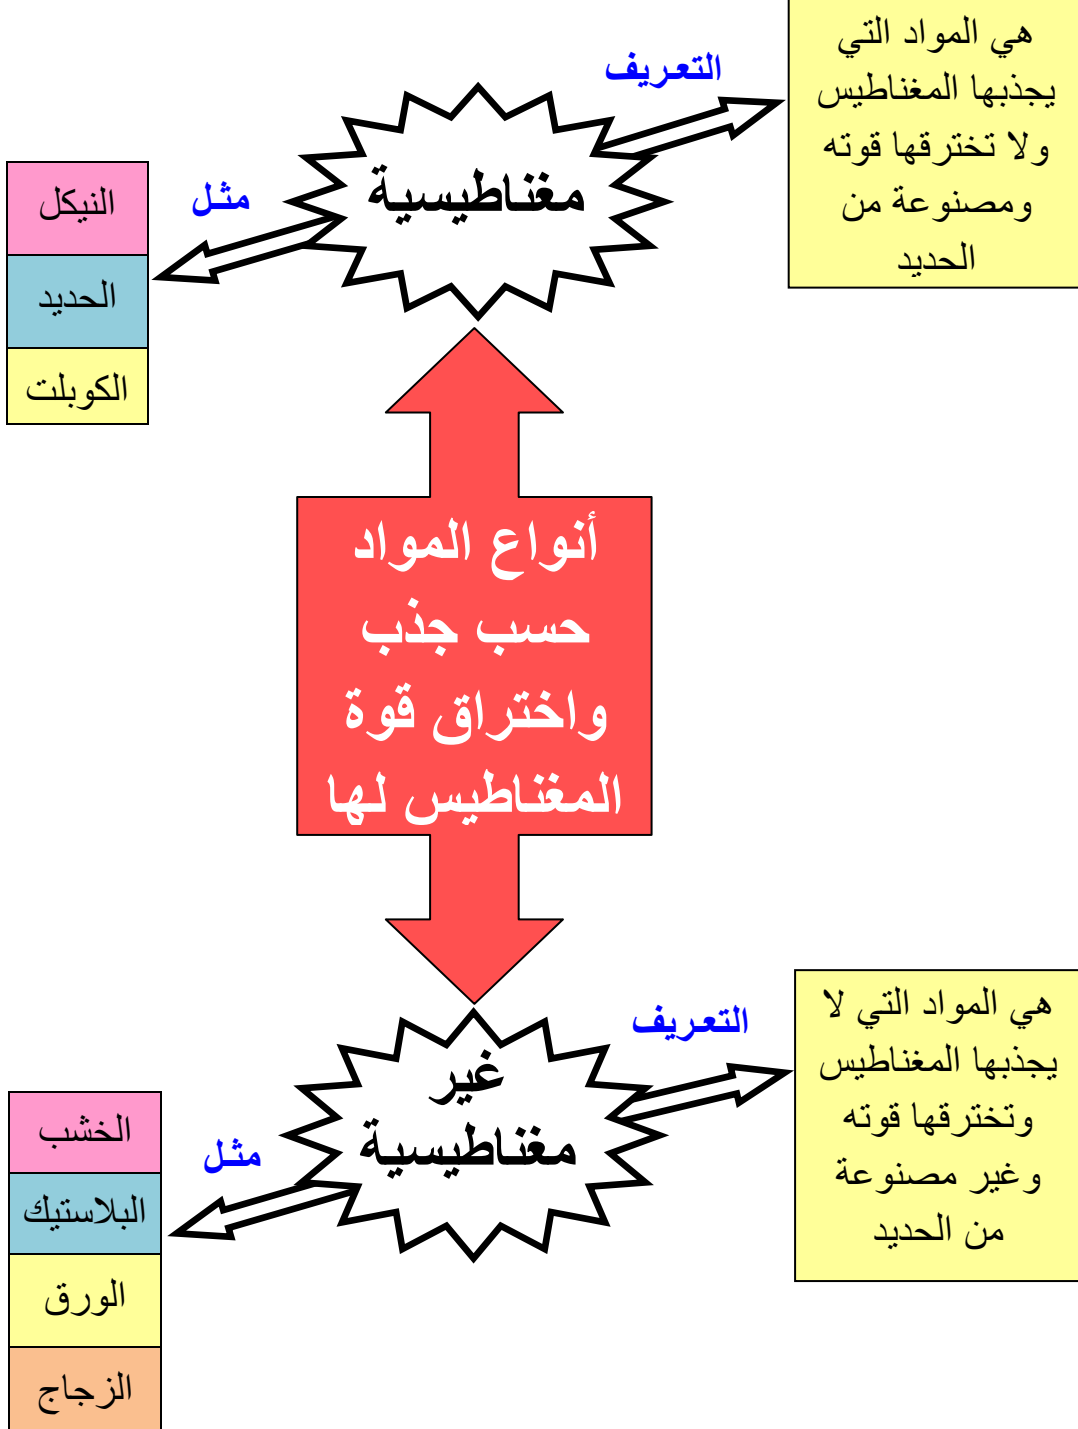 هي المواد التي
يجذبها المغناطيس
ولا تخترقها قوته
ومصنوعة من
الحديد
التعريف
مغناطيسية
مثل
النيكل
الحديد
الكوبلت
أنواع المواد
حسب جذب
واختراق قوة
المغناطيس لها
هي المواد التي لا
يجذبها المغناطيس
وتخترقها قوته
وغير مصنوعة
من الحديد
التعريف
غير
مغناطيسية
مثل
الخشب
البلاستيك
الورق
الزجاج